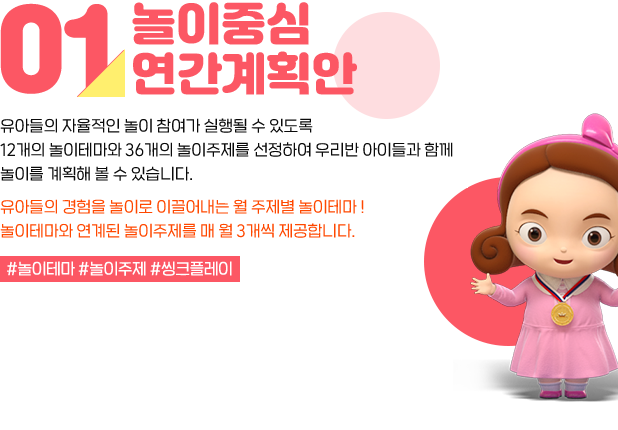 01 놀이중심
연간계획안
유아들의 자율적인 놀이 참여가 실행될 수 있도록
12개의 놀이테마와 36개의 놀이주제를 선정하여 우리반 아이들과 함께
놀이를 계획해 볼 수 있습니다.
유아들의 경험을 놀이로 이끌어내는 월 주제별 놀이테마 !
놀이테마와 연계된 놀이주제를 매 월 3개씩 제공합니다.
#놀이테마 #놀이주제 #씽크플레이